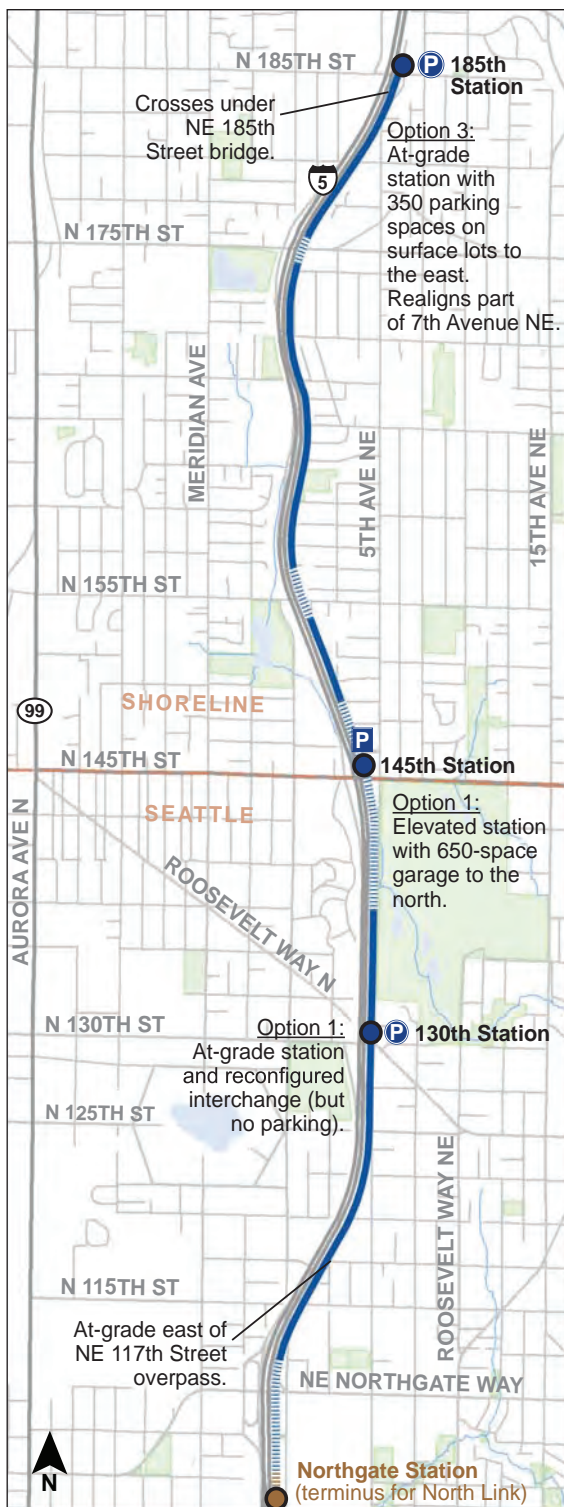 N 185TH ST
P
185th
Station
Crosses under
NE 185th
Street bridge.
Option 3:
At-grade
station with
350 parking
spaces on
surface lots to
the east.
Realigns part
of 7th Avenue NE.
5
N 175TH ST
MERIDIAN AVE
5TH AVE NE
15TH AVE NE
N 155TH ST
SHORELINE
99
P
N 145TH ST
145th Station
SEATTLE
Option 1:
Elevated station
with 650-space
garage to the
north.
AURORA AVE N
ROOSEVELT WAY N
N 130TH ST
P
130th Station
Option 1:
At-grade station
and reconfigured
interchange (but
no parking).
N 125TH ST
ROOSEVELT WAY NE
N 115TH ST
At-grade east of
NE 117th Street
overpass.
NE NORTHGATE WAY
N
Northgate Station
(terminus for North Link)